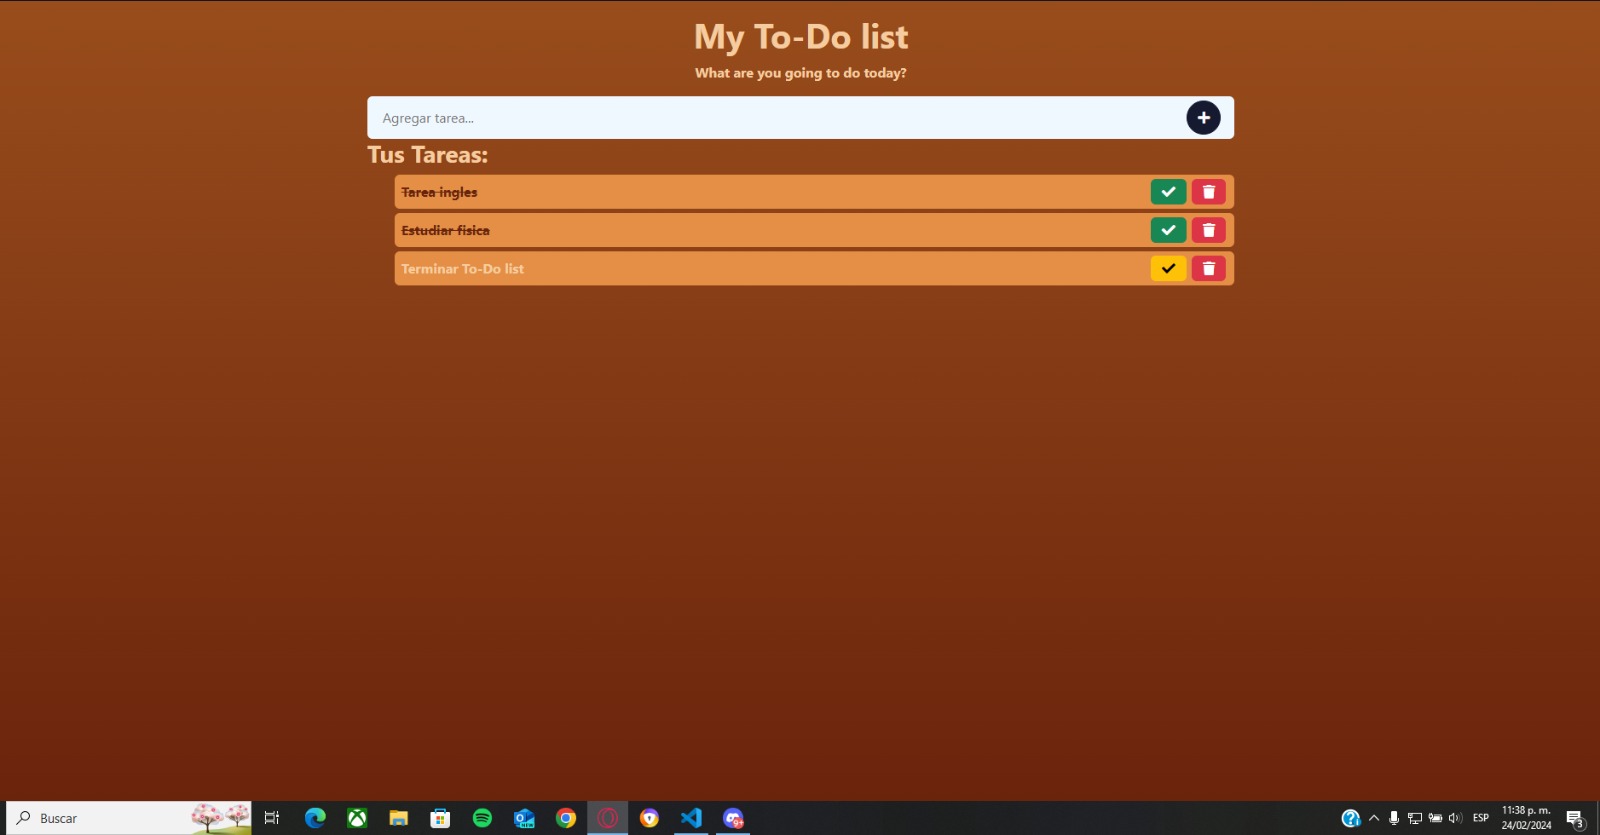 My To-Do list
What are you going to do today?
Agregar tarea...
Tus Tareas:
Tarea ingles
Estudiar fisica
Terminar To-Do list
Buscar
9+
ESP
11:38 p. m.
24/02/2024
3